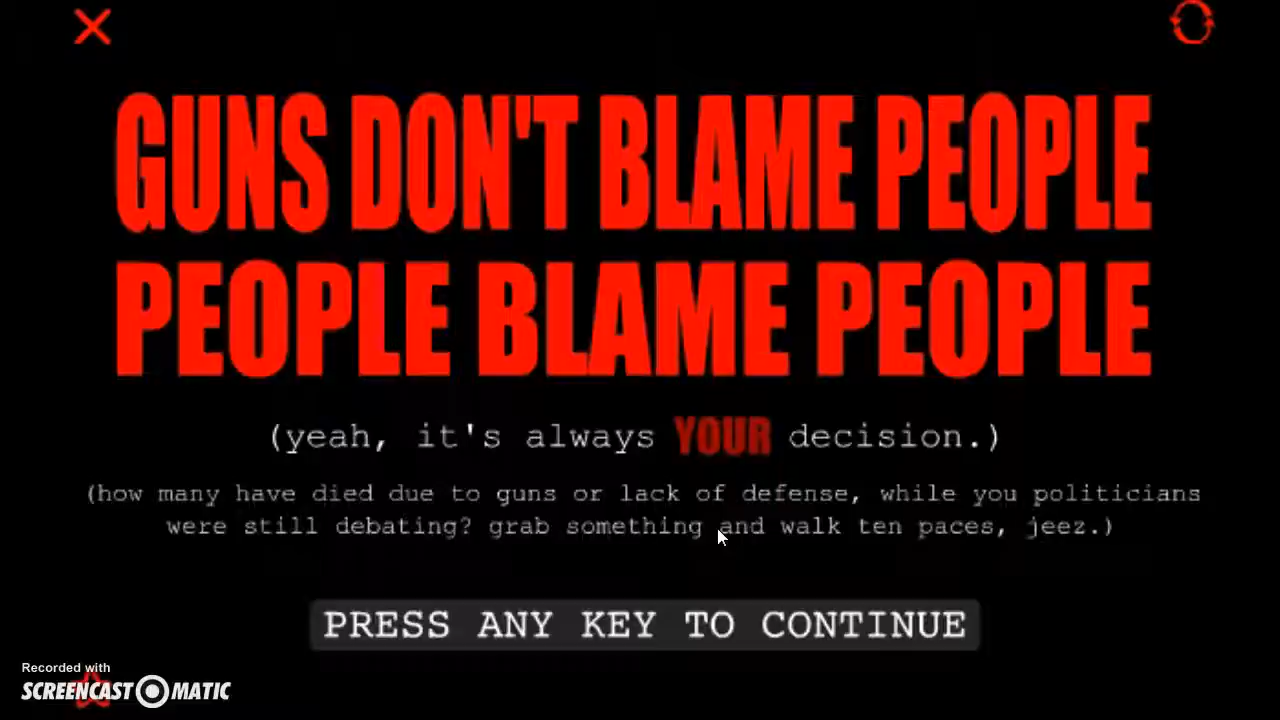 GUNS DON'T BLAME PEOPLE
PEOPLE BLAME PEOPLE
(yeah, it's always YOUR decision.)
(how many have died due to guns or lack of defense, while you politicians
were still debating? grab something and walk ten paces, jeez.)
PRESS ANY KEY TO CONTINUE
Recorded with
SCREENCAST-O-MATIC